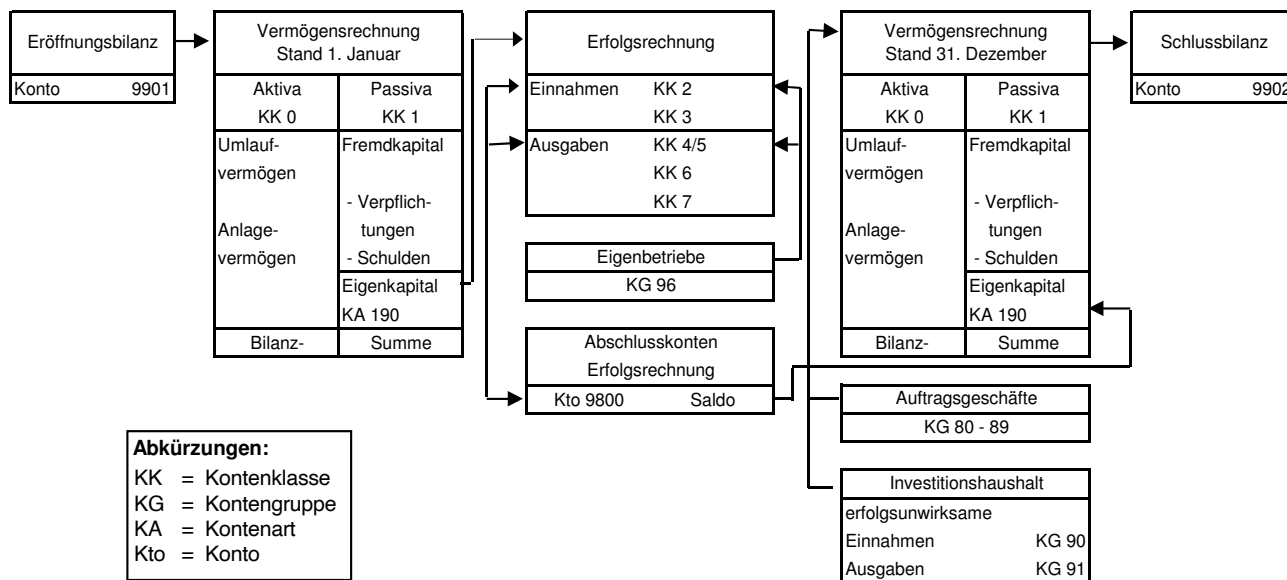 Eröffnungsbilanz
Konto 9901
Vermögensrechnung
Stand 1. Januar
Aktiva Passiva
KK 0 KK 1
Umlauf- Fremdkapital
vermögen
- Verpflich-
Anlage- tungen
vermögen - Schulden
Eigenkapital
KA 190
Bilanz- Summe
Erfolgsrechnung
Einnahmen KK 2
KK 3
Ausgaben KK 4/5
KK 6
KK 7
Eigenbetriebe
KG 96
Abschlusskonten
Erfolgsrechnung
Kto 9800 Saldo
Vermögensrechnung
Stand 31. Dezember
Aktiva Passiva
KK 0 KK 1
Umlauf- Fremdkapital
vermögen
- Verpflich-
Anlage- tungen
vermögen - Schulden
Eigenkapital
KA 190
Bilanz- Summe
Schlussbilanz
Konto 9902
Auftragsgeschäfte
KG 80 - 89
Investitionshaushalt
erfolgsunwirksame
Einnahmen KG 90
Ausgaben KG 91
Abkürzungen:
KK = Kontenklasse
KG = Kontengruppe
KA = Kontenart
Kto = Konto